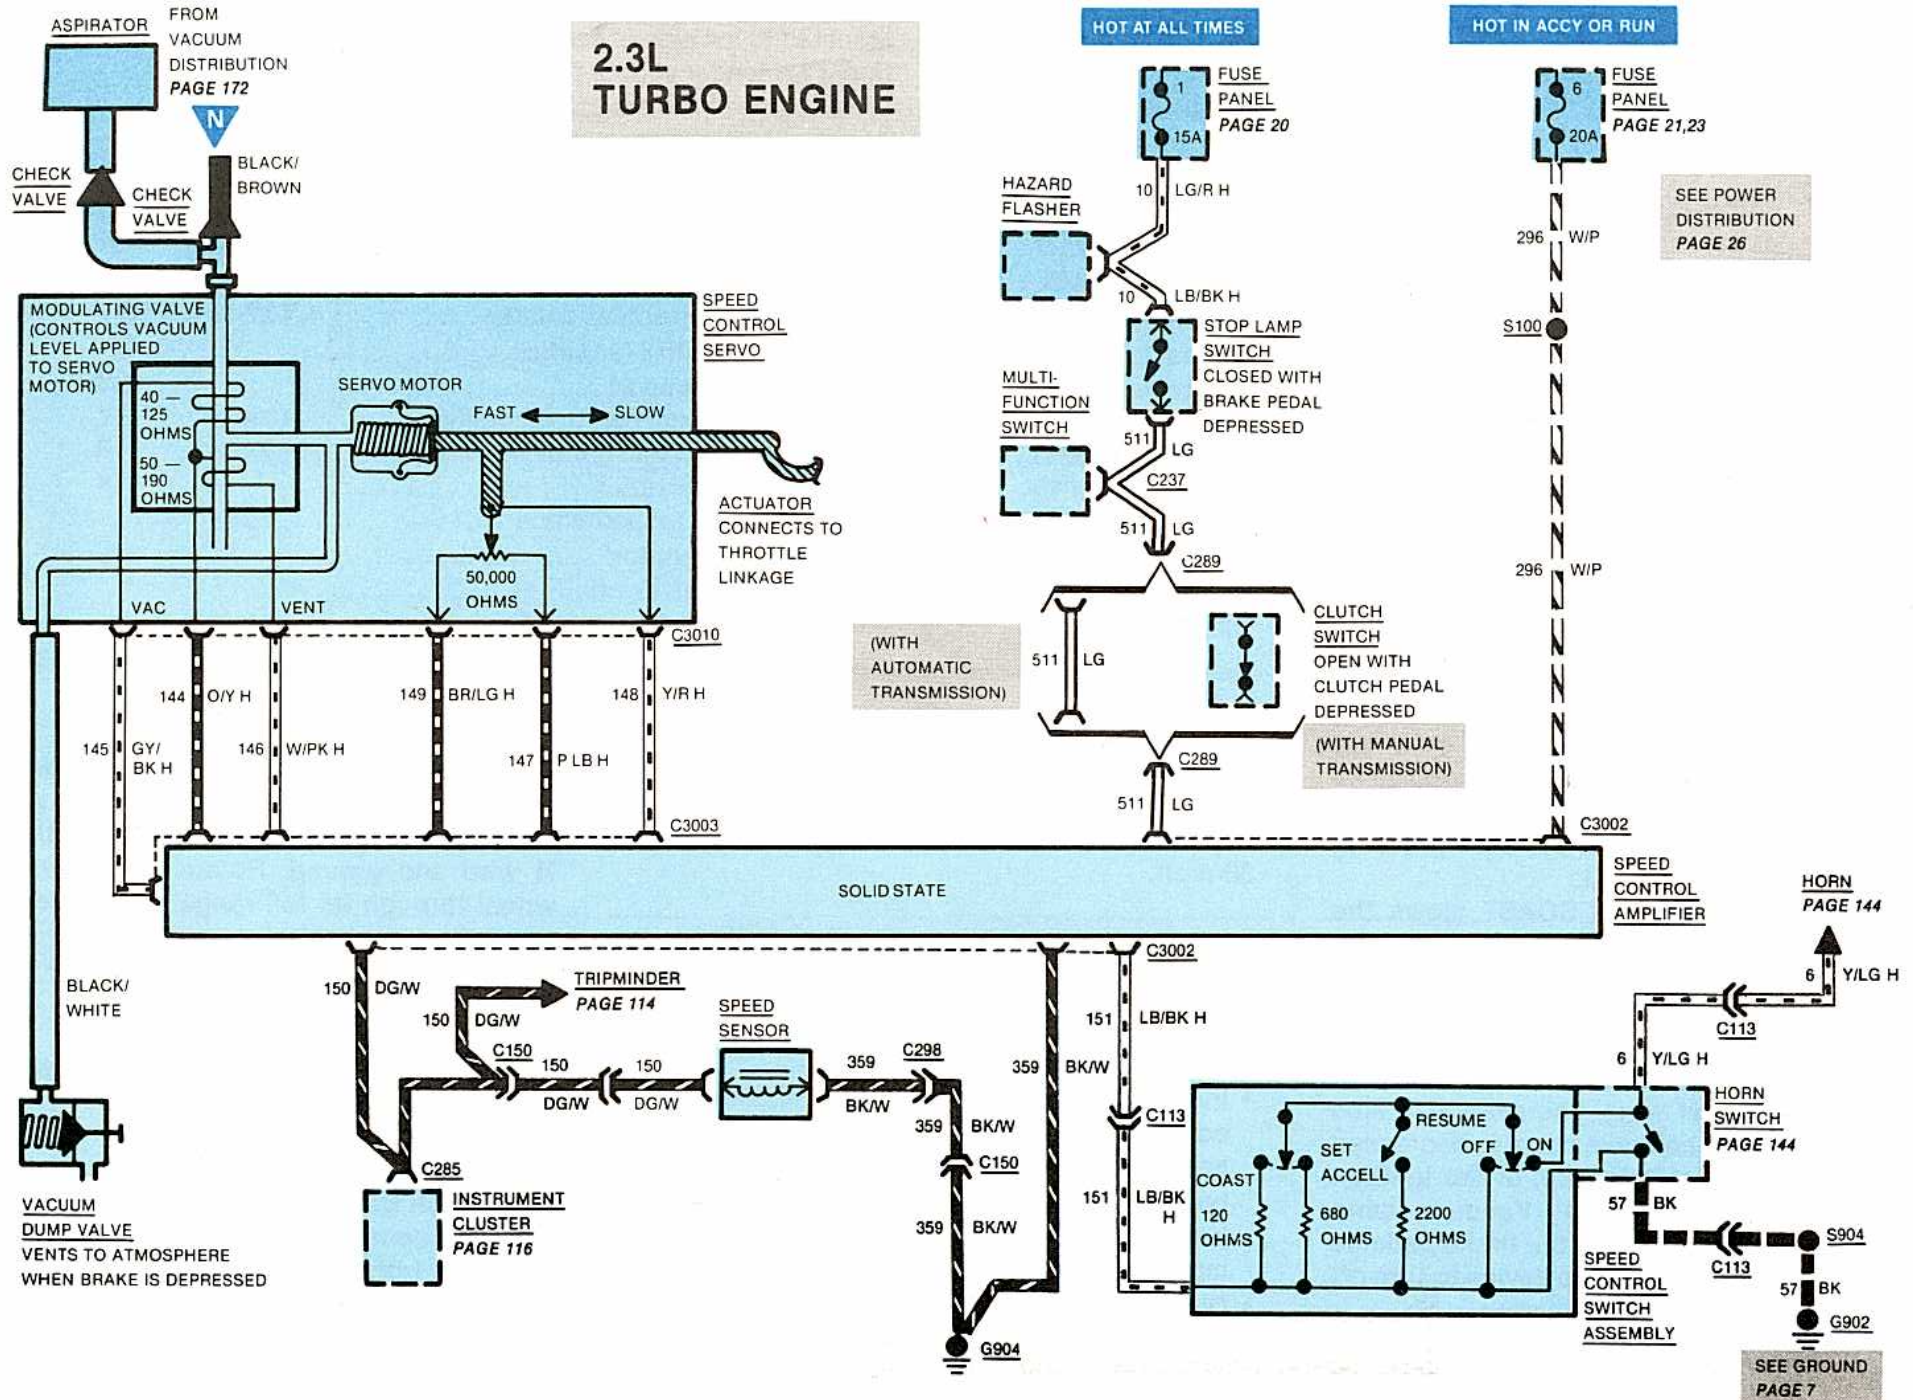 ASPIRATOR
FROM
VACUUM
DISTRIBUTION
PAGE 172
N
BLACK/
BROWN
CHECK
VALVE
CHECK
VALVE
2.3L
TURBO ENGINE
HOT AT ALL TIMES
HOT IN ACCY OR RUN
1
15A
FUSE
PANEL
PAGE 20
6
20A
FUSE
PANEL
PAGE 21,23
10 LG/R H
HAZARD
FLASHER
SEE POWER
DISTRIBUTION
PAGE 26
296 W/P
S100
10 LB/BK H
STOP LAMP
SWITCH
CLOSED WITH
BRAKE PEDAL
DEPRESSED
MULTI-
FUNCTION
SWITCH
511 LG
C237
511 LG
C289
296 W/P
MODULATING VALVE
(CONTROLS VACUUM
LEVEL APPLIED
TO SERVO
MOTOR)
SPEED
CONTROL
SERVO
40 —
125
OHMS
50 —
190
OHMS
SERVO MOTOR
FAST SLOW
ACTUATOR
CONNECTS TO
THROTTLE
LINKAGE
50,000
OHMS
VAC
VENT
C3010
(WITH
AUTOMATIC
TRANSMISSION)
511 LG
CLUTCH
SWITCH
OPEN WITH
CLUTCH PEDAL
DEPRESSED
(WITH MANUAL
TRANSMISSION)
C289
511 LG
145 GY/
BK H
144 O/Y H
146 W/PK H
149 BR/LG H
147 P LB H
148 Y/R H
C3003
C3002
SOLID STATE
SPEED
CONTROL
AMPLIFIER
HORN
PAGE 144
6 Y/LG H
C113
6 Y/LG H
BLACK/
WHITE
150 DG/W
TRIPMINDER
PAGE 114
150 DG/W
C150
150
DG/W
150
DG/W
SPEED
SENSOR
359
BK/W
C298
359 BK/W
C150
359 BK/W
359 BK/W
C3002
151 LB/BK H
C113
151 LB/BK
H
G904
C285
INSTRUMENT
CLUSTER
PAGE 116
VACUUM
DUMP VALVE
VENTS TO ATMOSPHERE
WHEN BRAKE IS DEPRESSED
RESUME
SET
ACCELL
OFF ON
COAST
120
OHMS
680
OHMS
2200
OHMS
HORN
SWITCH
PAGE 144
57 BK
C113
S904
57 BK
G902
SPEED
CONTROL
SWITCH
ASSEMBLY
SEE GROUND
PAGE 7